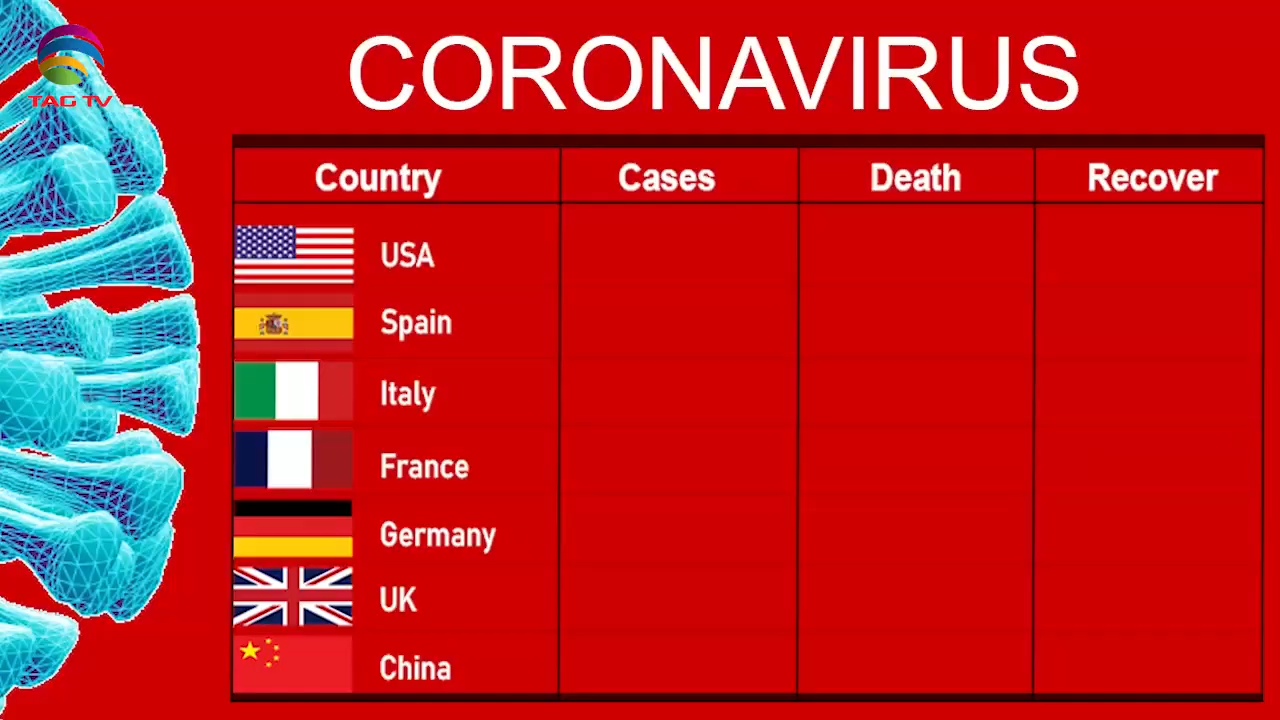 CORONAVIRUS
TAG TV
Country Cases Death Recover
USA
Spain
Italy
France
Germany
UK
China